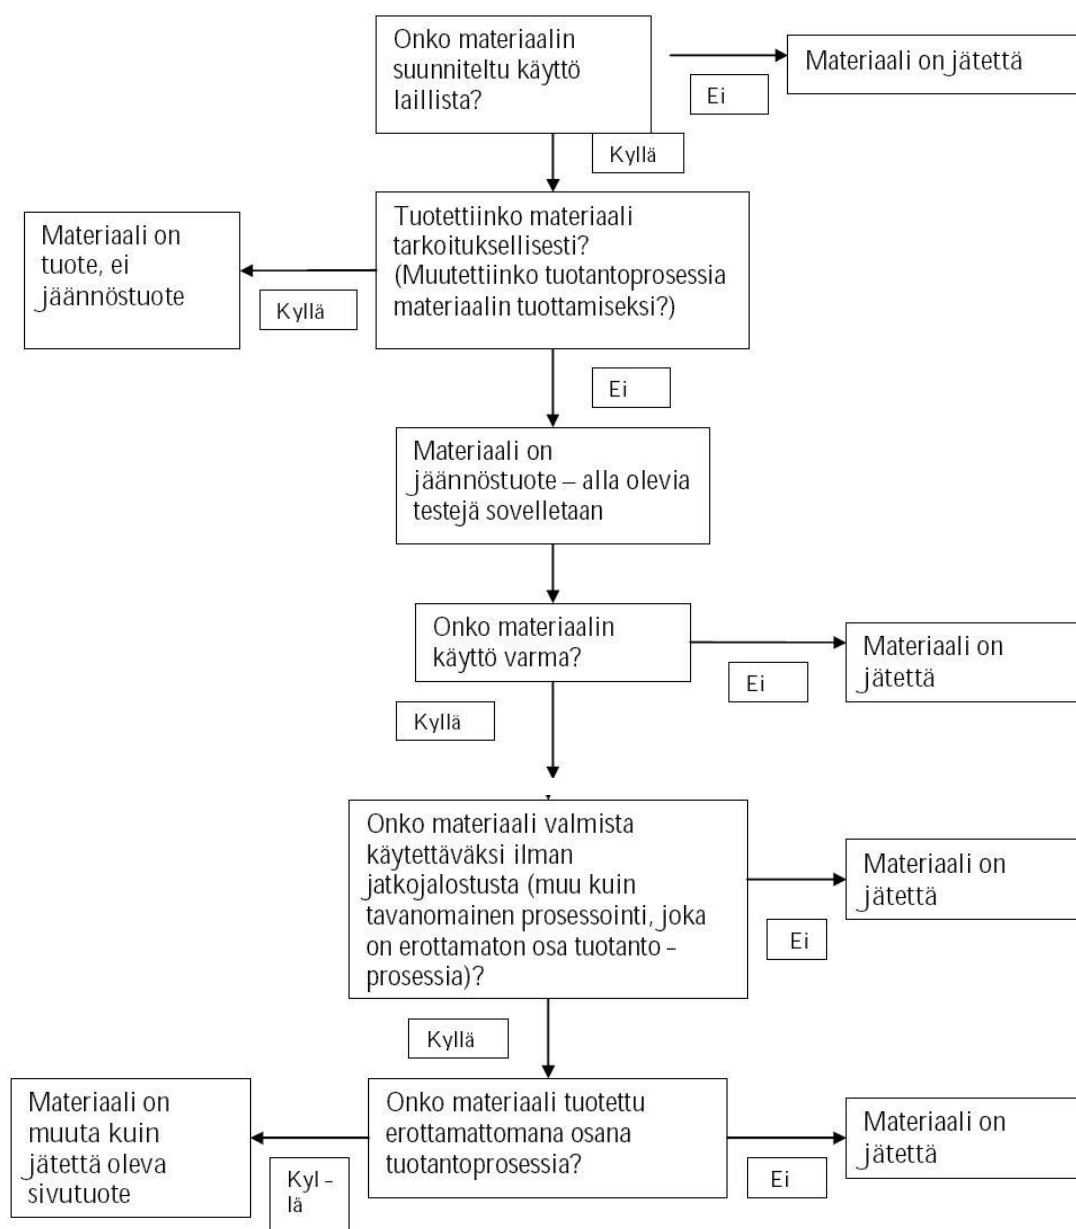 Onko materiaalin
suunniteltu käyttö
laillista?
Ei
Materiaali on jätettä
Kyllä
Tuotettiinko materiaali
tarkoituksellisesti?
(Muutettiinko tuotantoprosessia
materiaalin tuottamiseksi?)
Kyllä
Materiaali on
tuote, ei
jäännöstuote
Ei
Materiaali on
jäännöstuote – alla olevia
testejä sovelletaan
Onko materiaalin
käyttö varma?
Ei
Materiaali on
jätettä
Kyllä
Onko materiaali valmista
käytettäväksi ilman
jatkojalostusta (muu kuin
tavanomainen prosessointi, joka
on erottamaton osa tuotanto –
prosessia)?
Ei
Materiaali on
jätettä
Kyllä
Onko materiaali tuotettu
erottamattomana osana
tuotantoprosessia?
Ei
Materiaali on
jätettä
Kyl –
lä
Materiaali on
muuta kuin
jätettä oleva
sivutuote